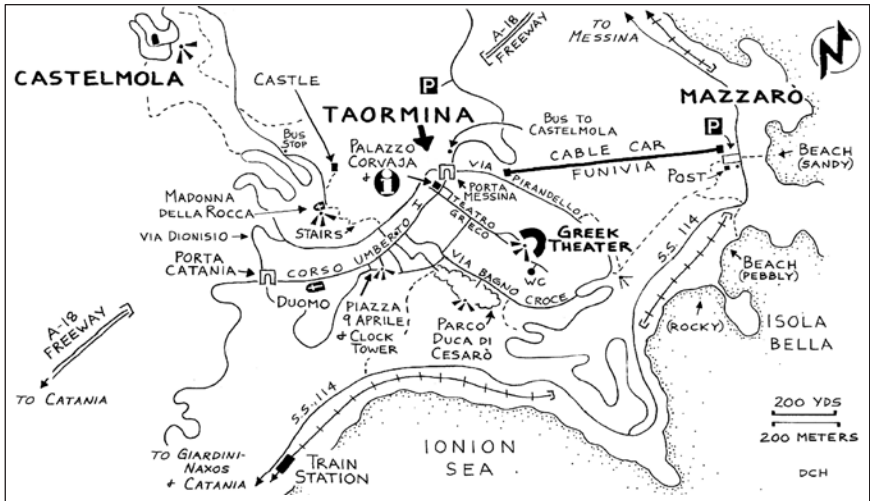 TO
MESSINA
A-18
FREEWAY
N
CASTELMOLA
CASTLE
P
TAORMINA
MAZZARÒ
P
BUS TO
CASTELMOLA
BUS
STOP
PALAZZO
CORVAJA
+ i
VIA
PIRANDELLO
CABLE CAR
FUNIVIA
POST
BEACH
(SANDY)
PORTA
MESSINA
MADONNA
DELLA ROCCA
STAIRS
TEATRO
GRECO
GREEK
THEATER
WC
VIA DIONISIO
PORTA
CATANIA
CORSO UMBERTO I
VIA BAGNO
CROCE
S.S. 114
BEACH
(PEBBLY)
DUOMO
PIAZZA
9 APRILE
+ CLOCK
TOWER
PARCO
DUCA DI
CESARÒ
(ROCKY)
ISOLA
BELLA
A-18
FREEWAY
TO CATANIA
S.S. 114
200 YDS
200 METERS
TO GIARDINI-
NAXOS
+ CATANIA
TRAIN
STATION
IONIAN
SEA
DCH